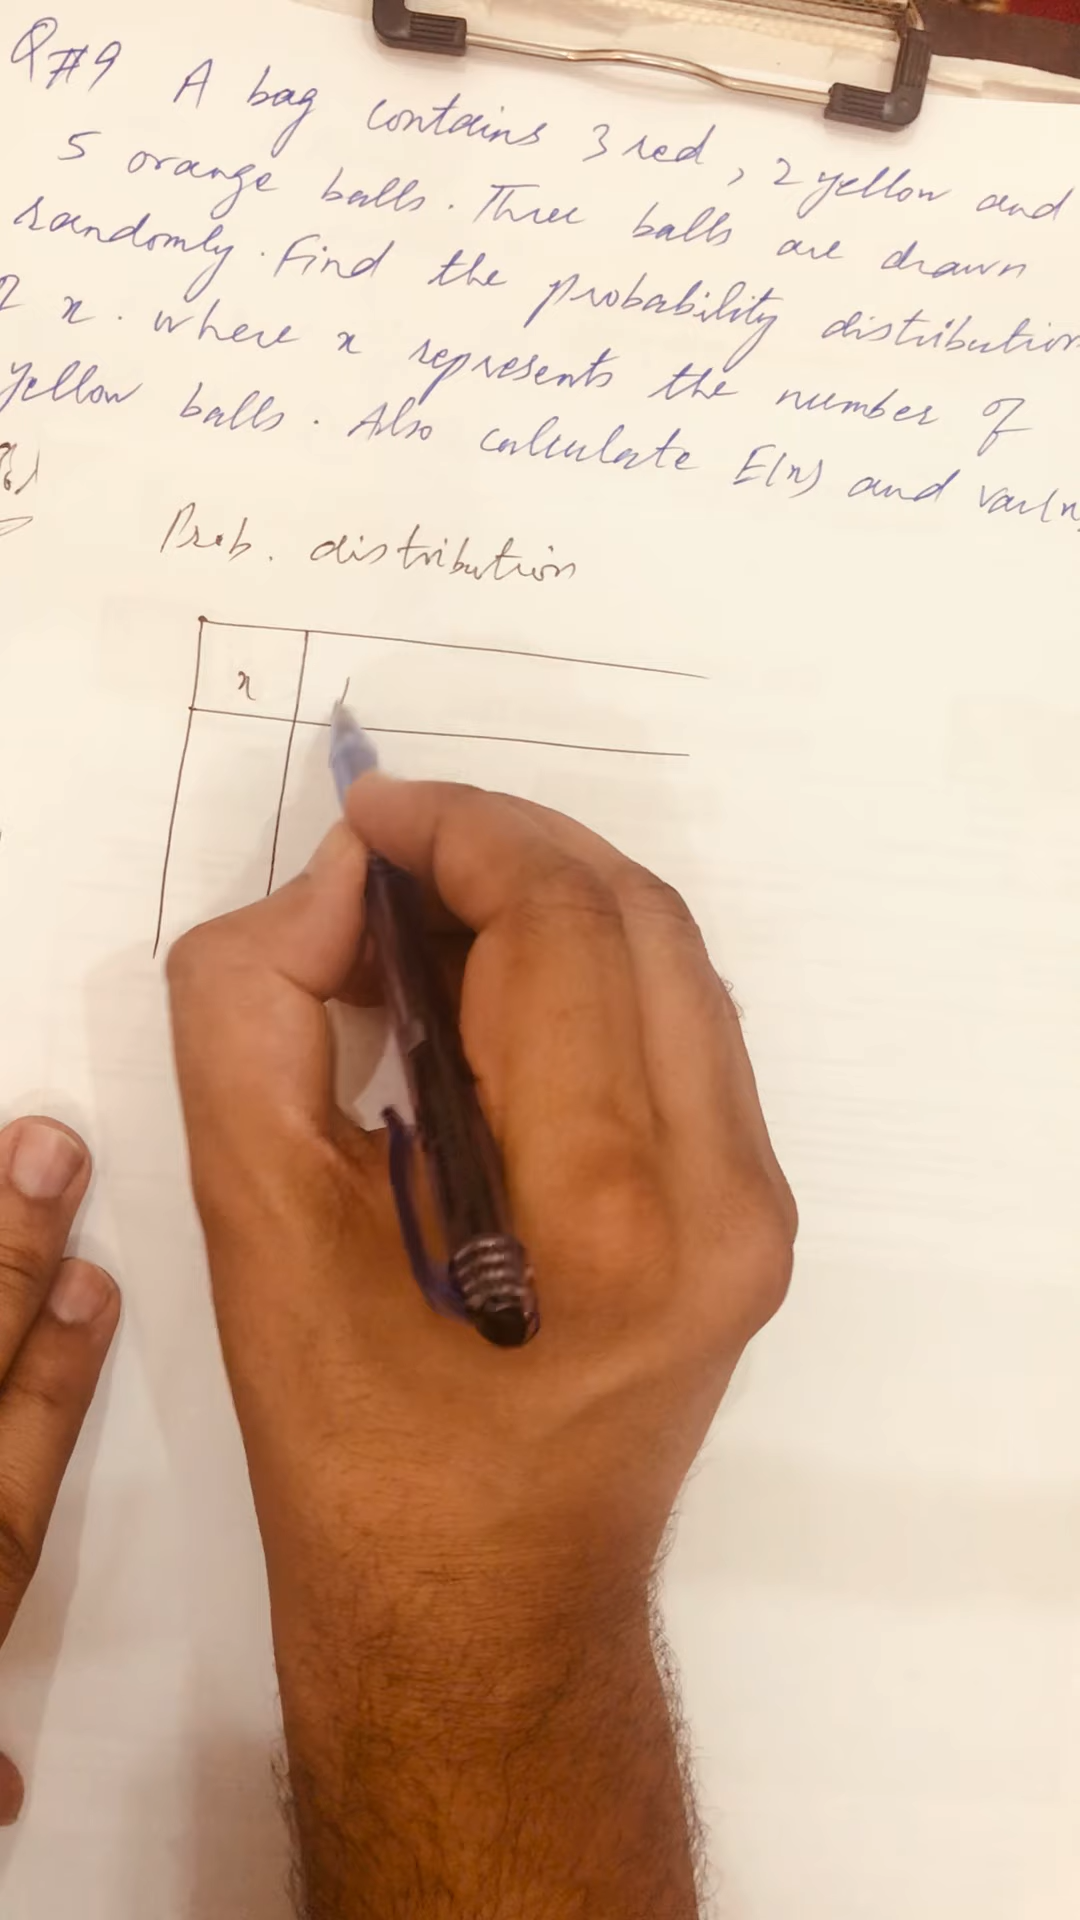 Q#9 A bag contains 3 red, 2 yellow and
5 orange balls. Three balls are drawn
randomly. Find the probability distribution
x. where x represents the number of
yellow balls. Also calculate E(x) and var(x)
Prob. distribution
x